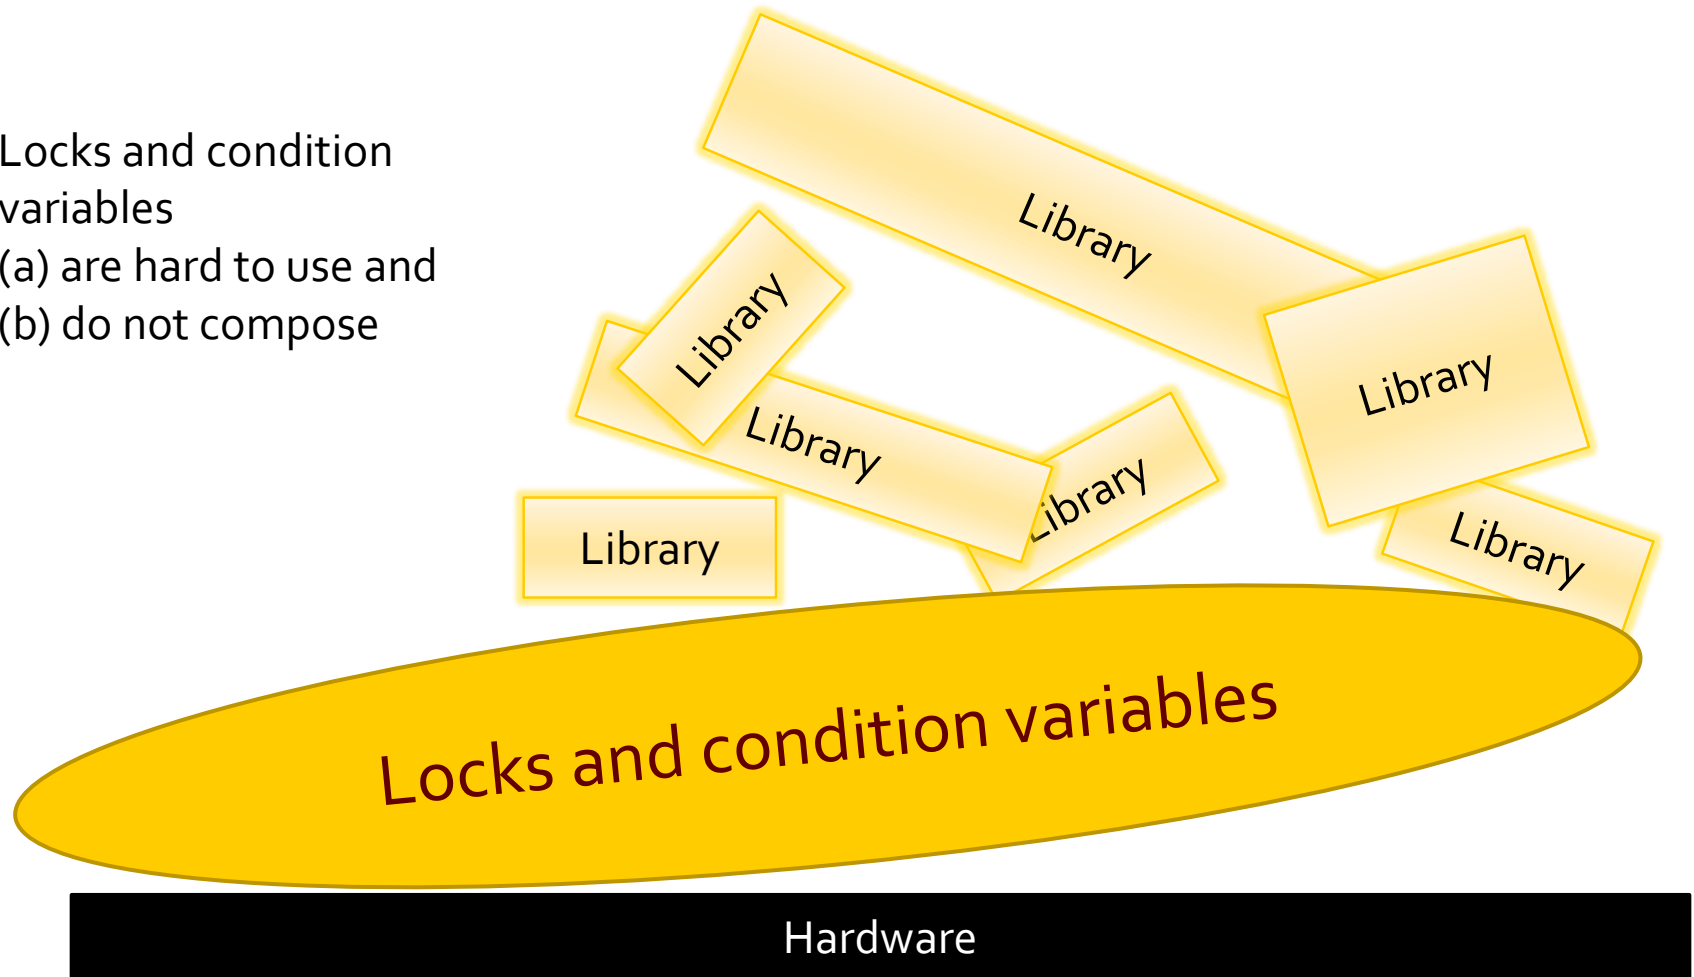 Locks and condition
variables
(a) are hard to use and
(b) do not compose
Library
Library
Library
Library
Library
Library
Library
Locks and condition variables
Hardware